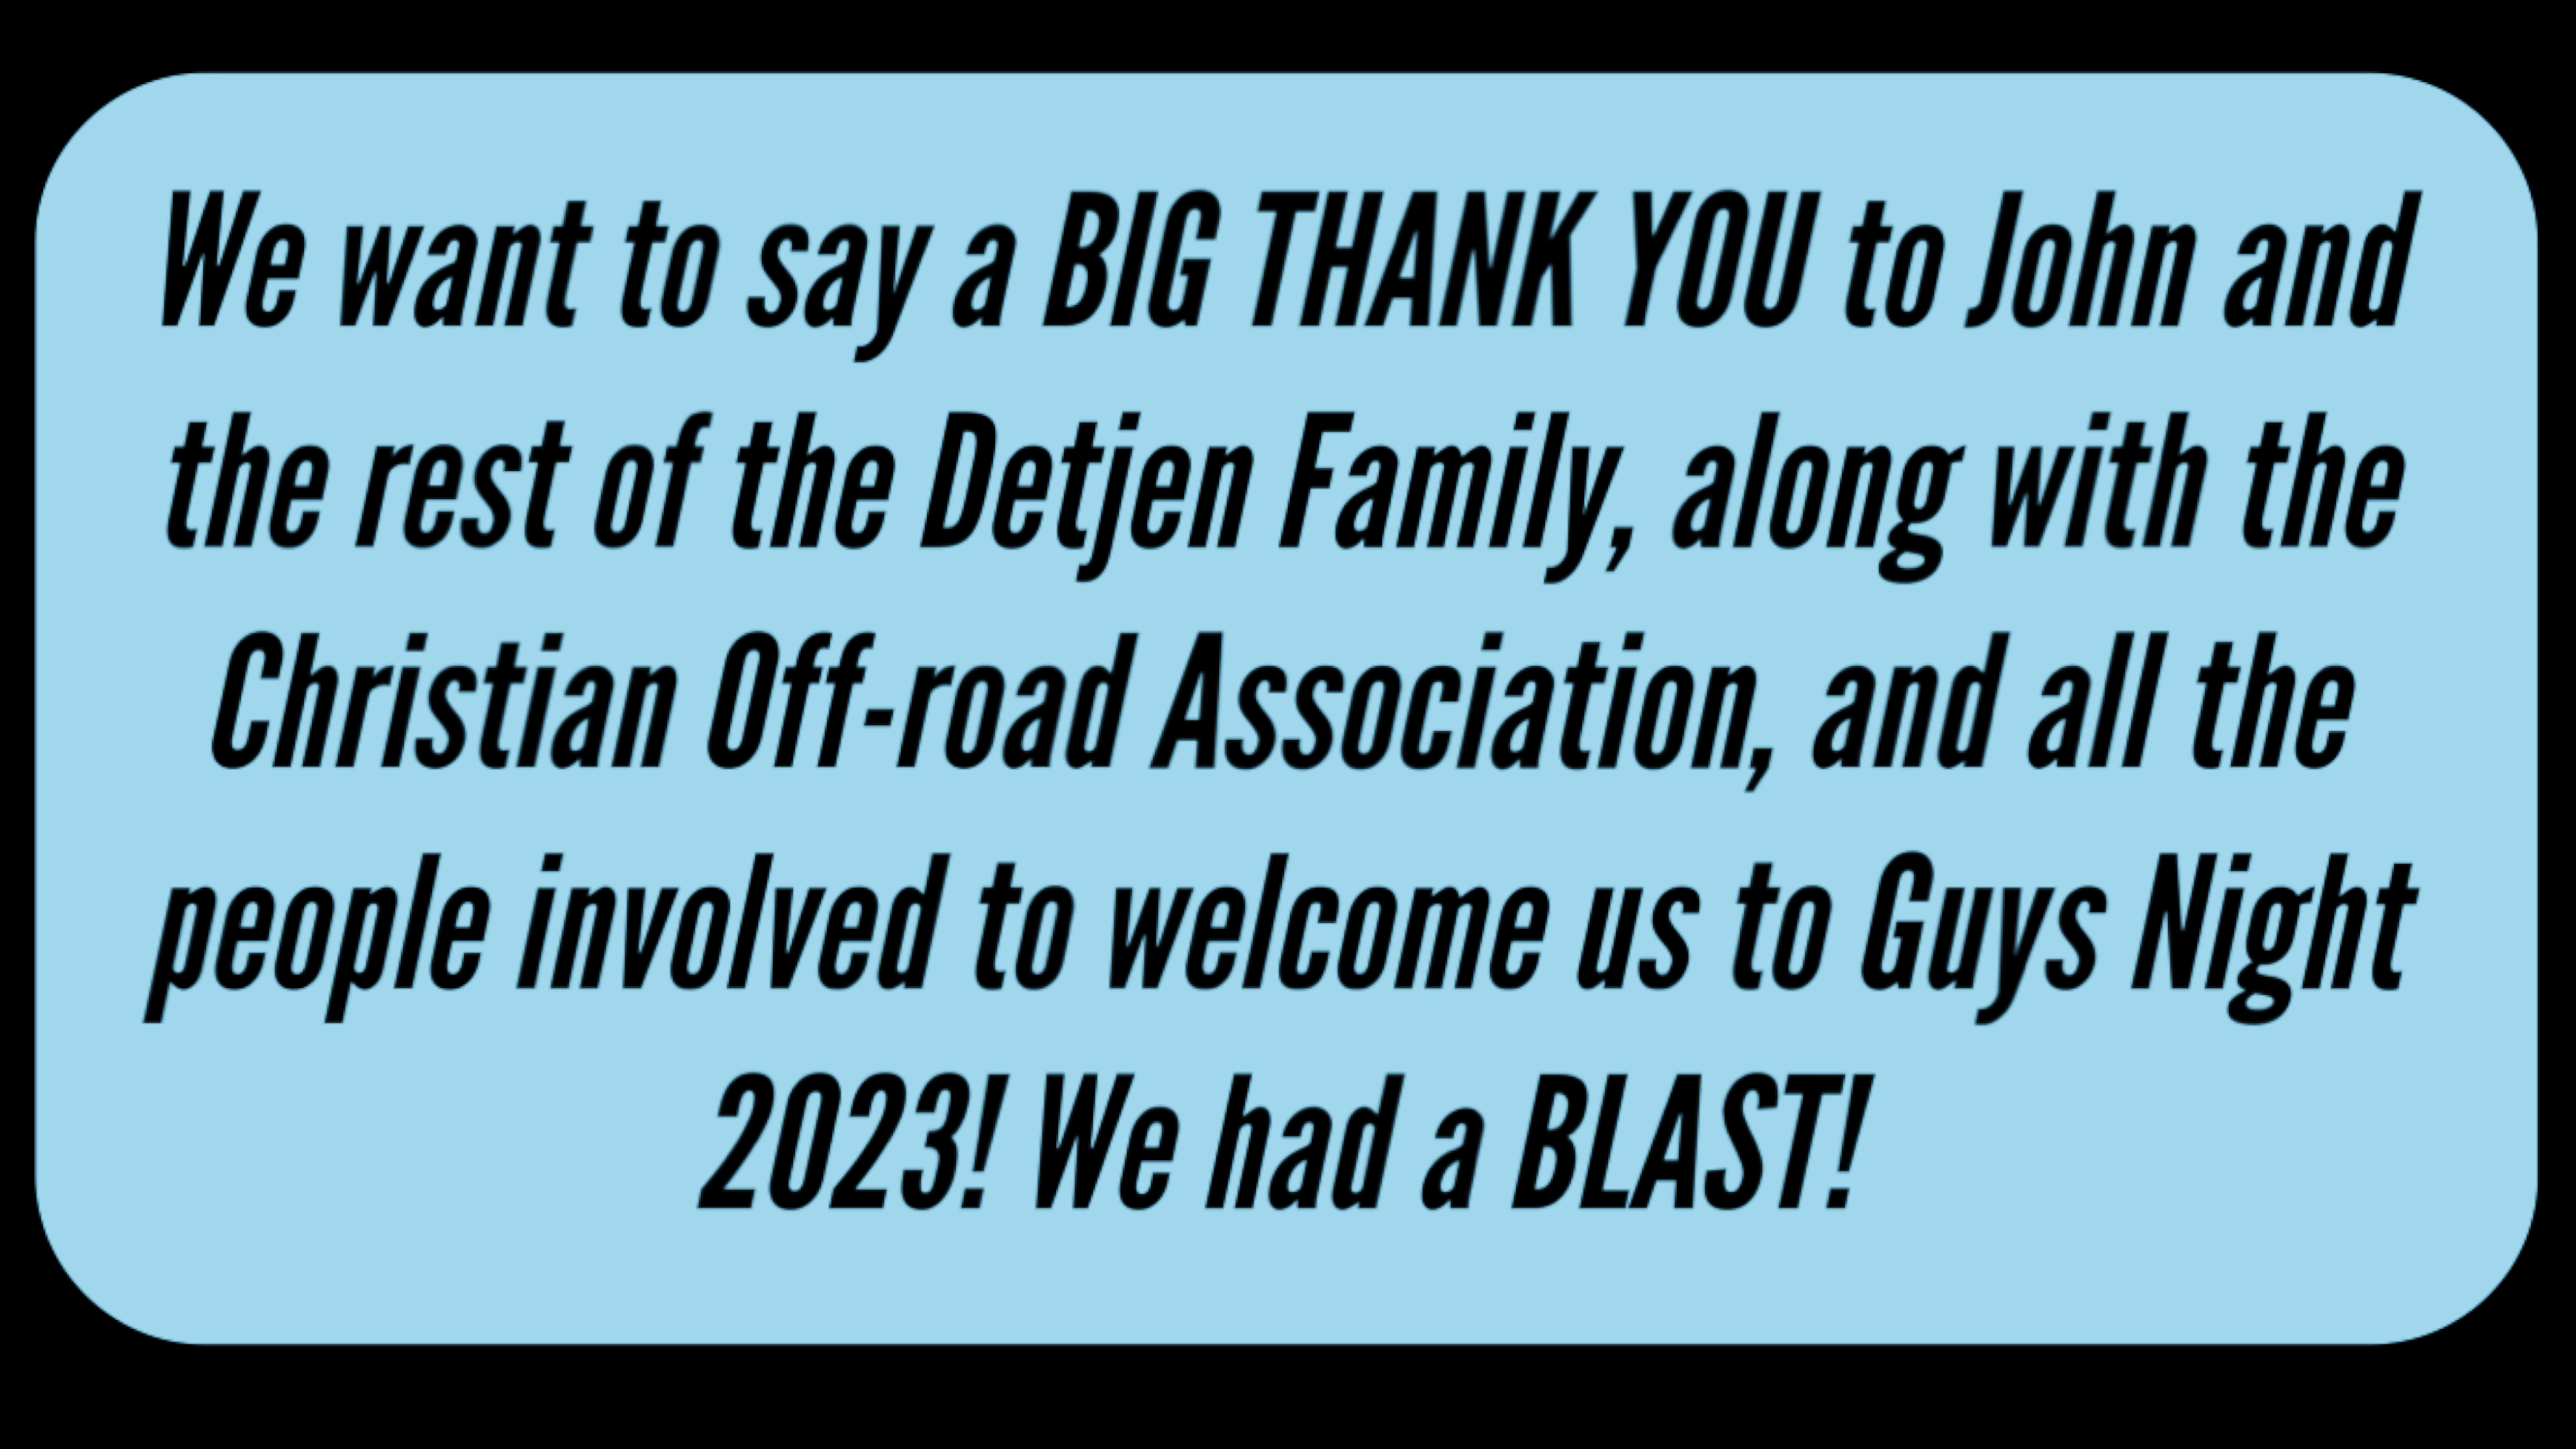 We want to say a BIG THANK YOU to John and
the rest of the Detjen Family, along with the
Christian Off-road Association, and all the
people involved to welcome us to Guys Night
2023! We had a BLAST!